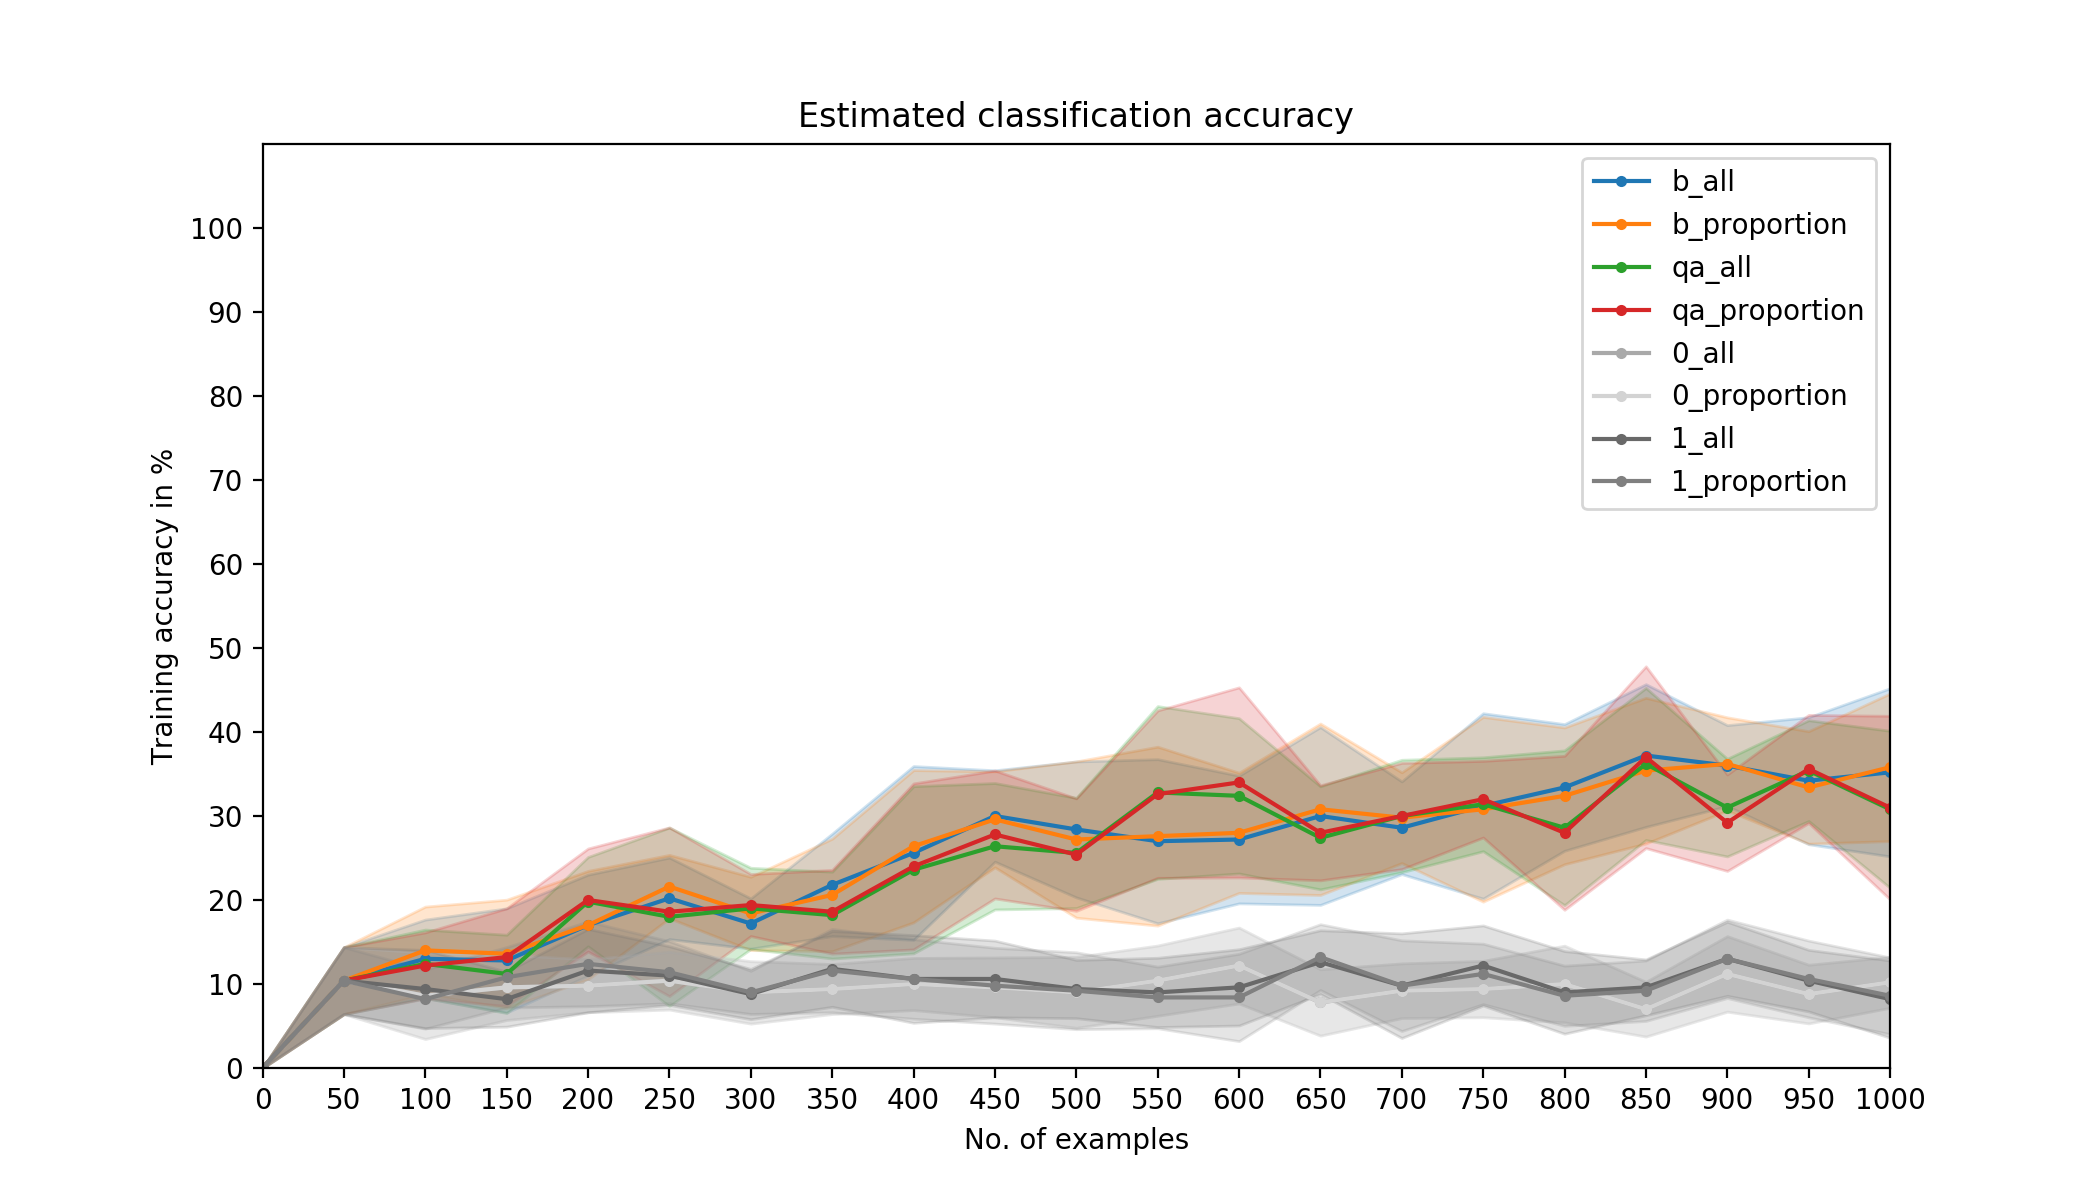 Estimated classification accuracy
b_all
b_proportion
qa_all
qa_proportion
0_all
0_proportion
1_all
1_proportion
Training accuracy in %
100
90
80
70
60
50
40
30
20
10
0
0 50 100 150 200 250 300 350 400 450 500 550 600 650 700 750 800 850 900 950 1000
No. of examples